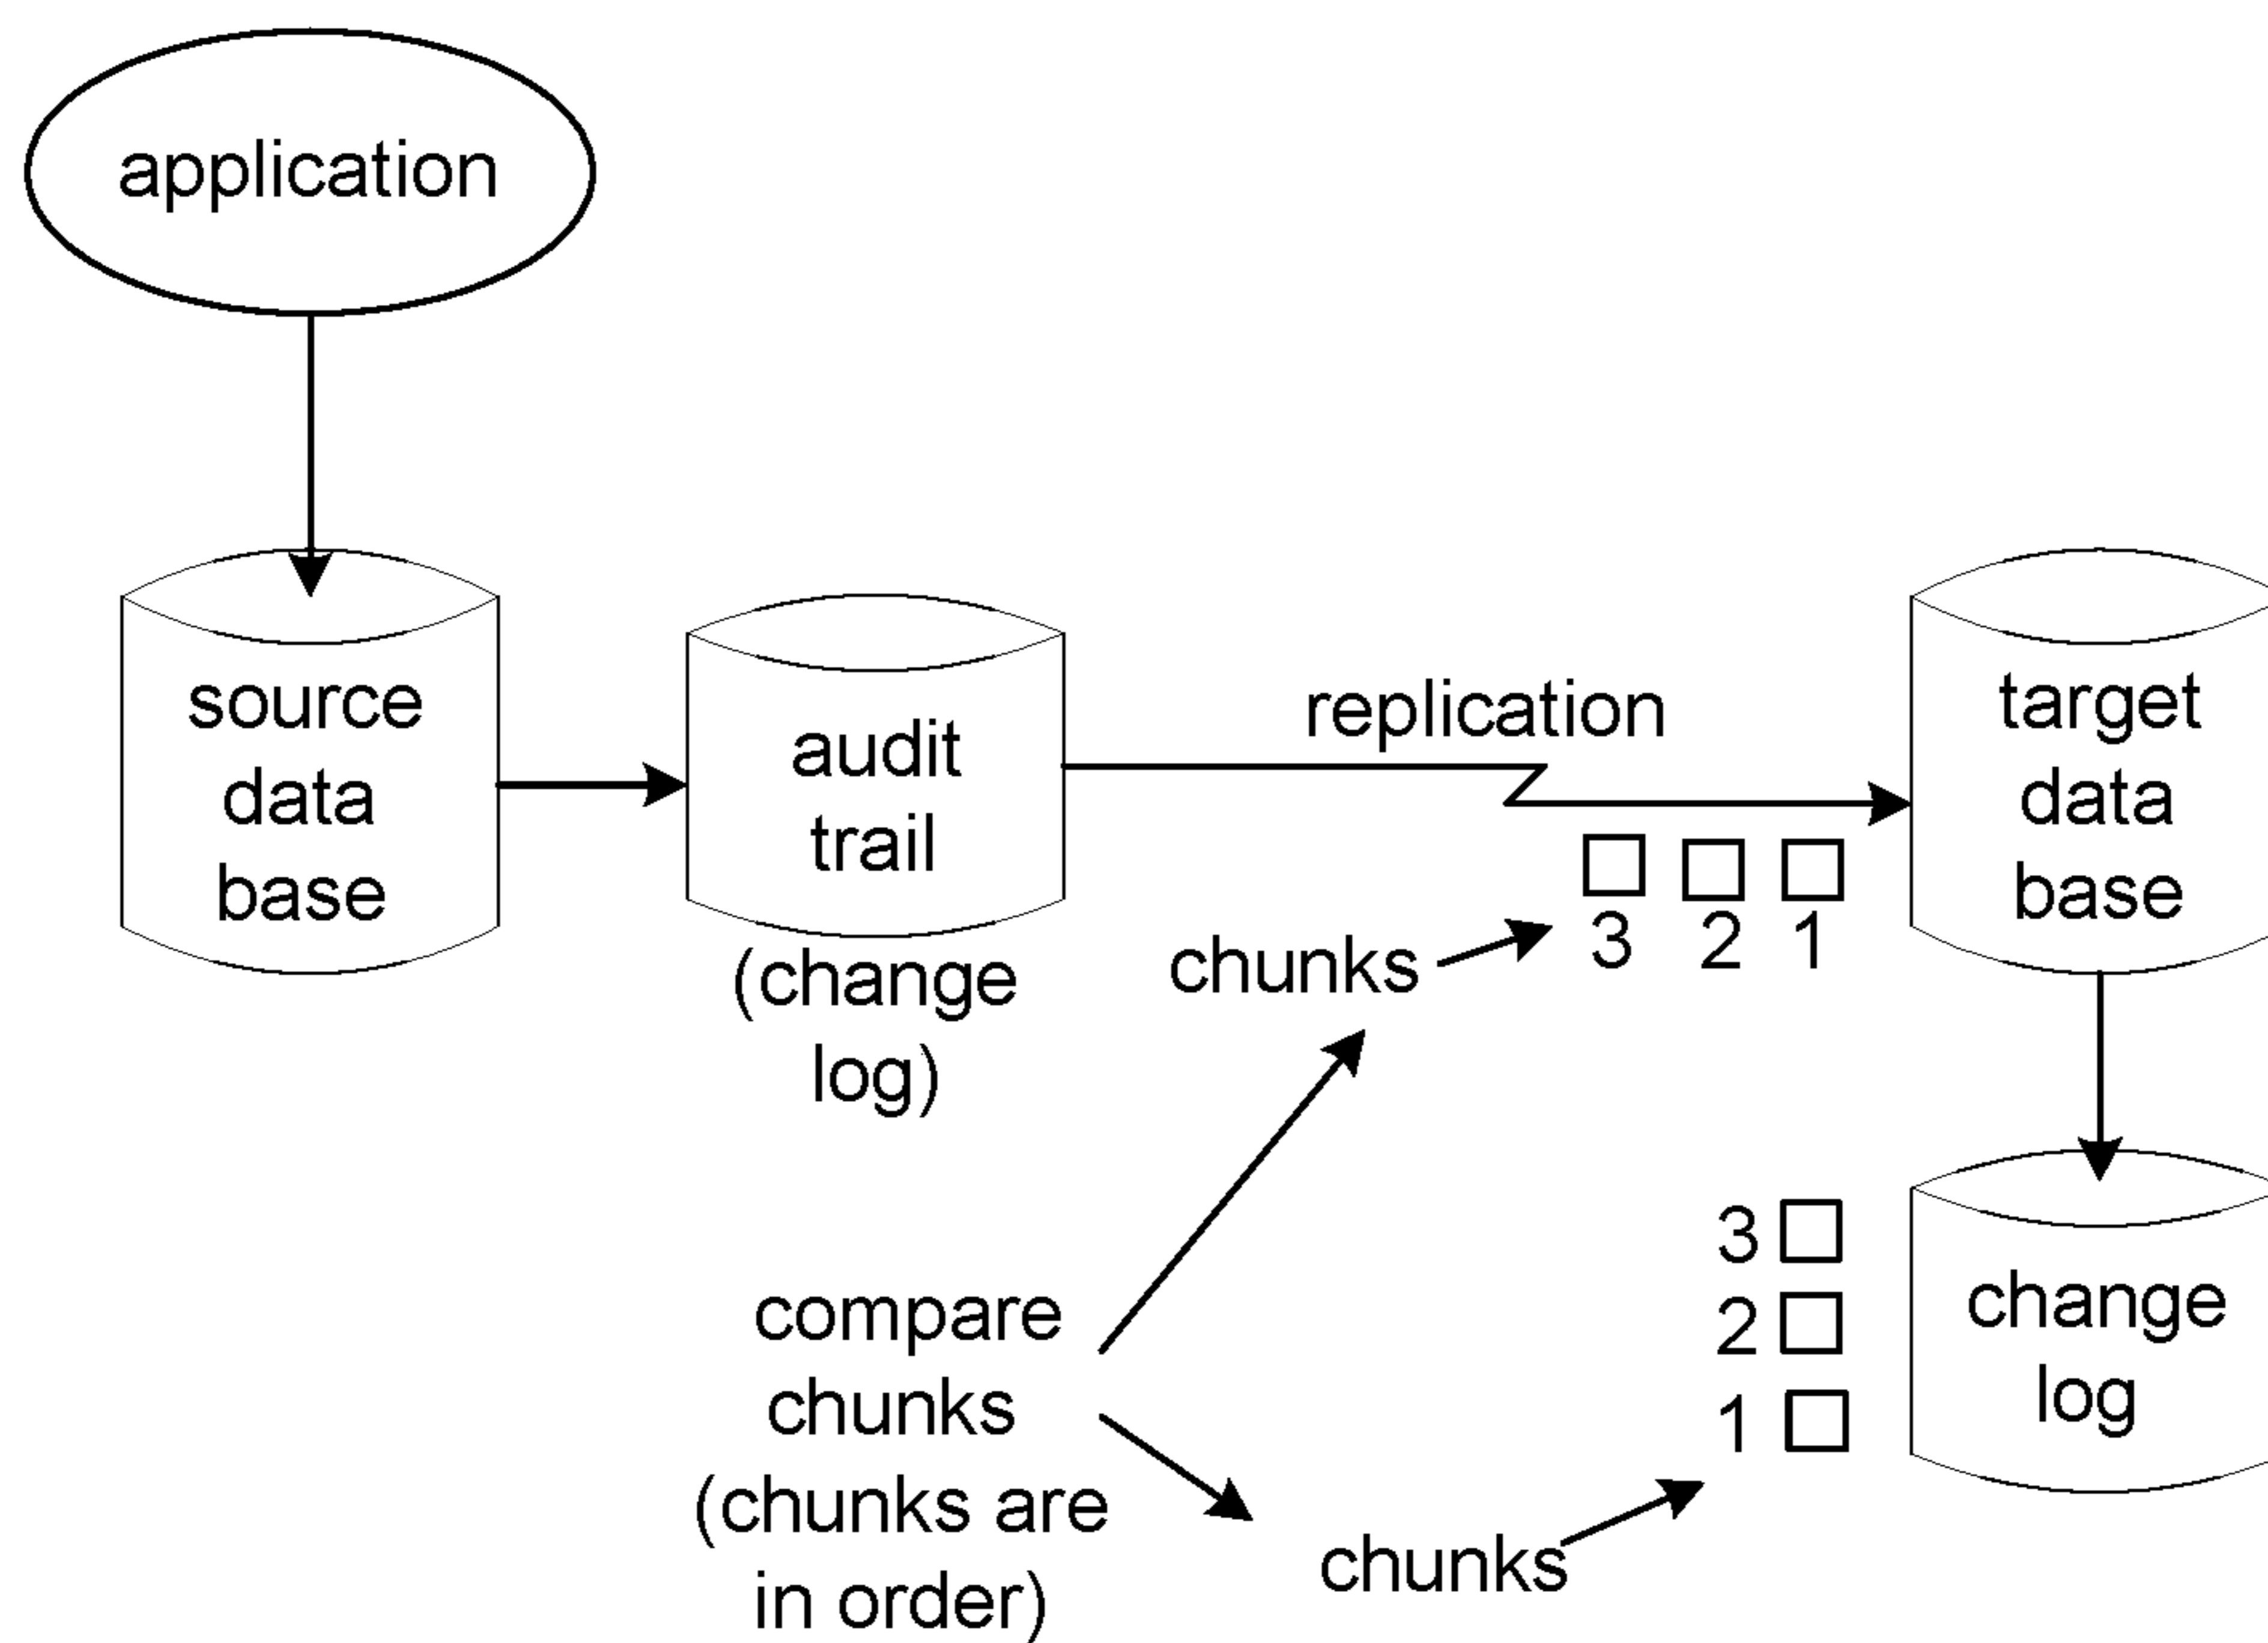 application
source
data
base
audit
trail
(change
log)
replication
target
data
base
chunks
3 2 1
compare
chunks
(chunks are
in order)
chunks
3
2
1
change
log